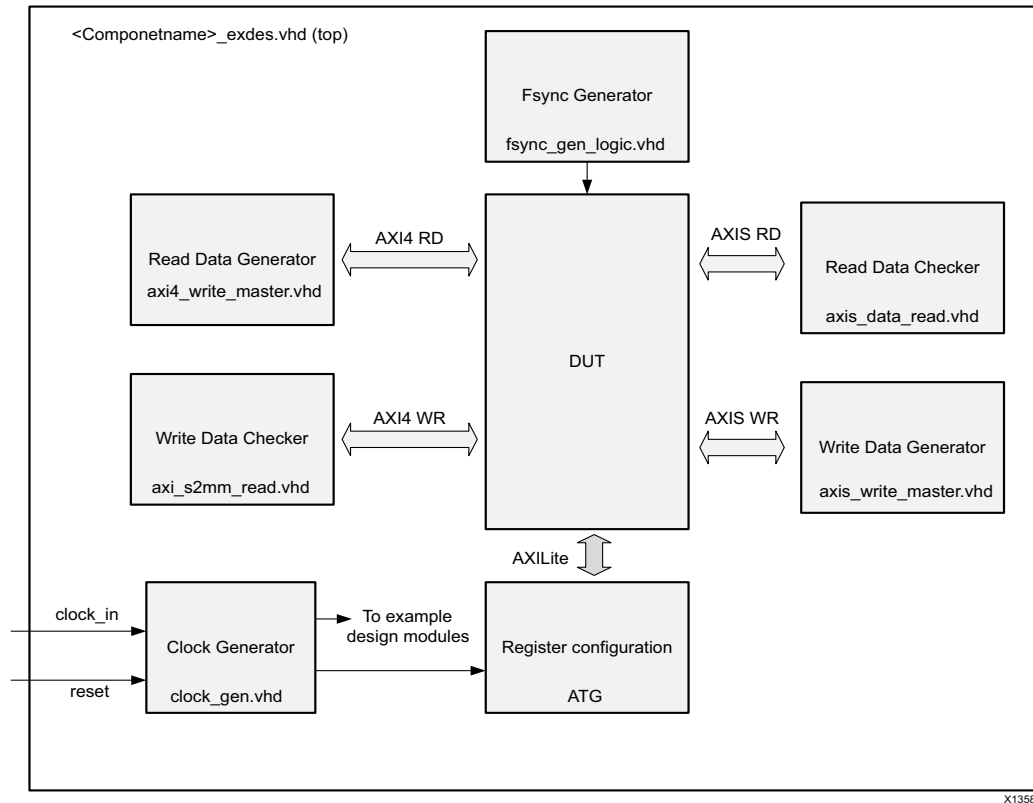 <Componetname>_exdes.vhd (top)
Fsync Generator
fsync_gen_logic.vhd
Read Data Generator
axi4_write_master.vhd
AXI4 RD
AXIS RD
Read Data Checker
axis_data_read.vhd
DUT
Write Data Checker
axi_s2mm_read.vhd
AXI4 WR
AXIS WR
Write Data Generator
axis_write_master.vhd
AXILite
clock_in
reset
Clock Generator
clock_gen.vhd
To example
design modules
Register configuration
ATG
X1358